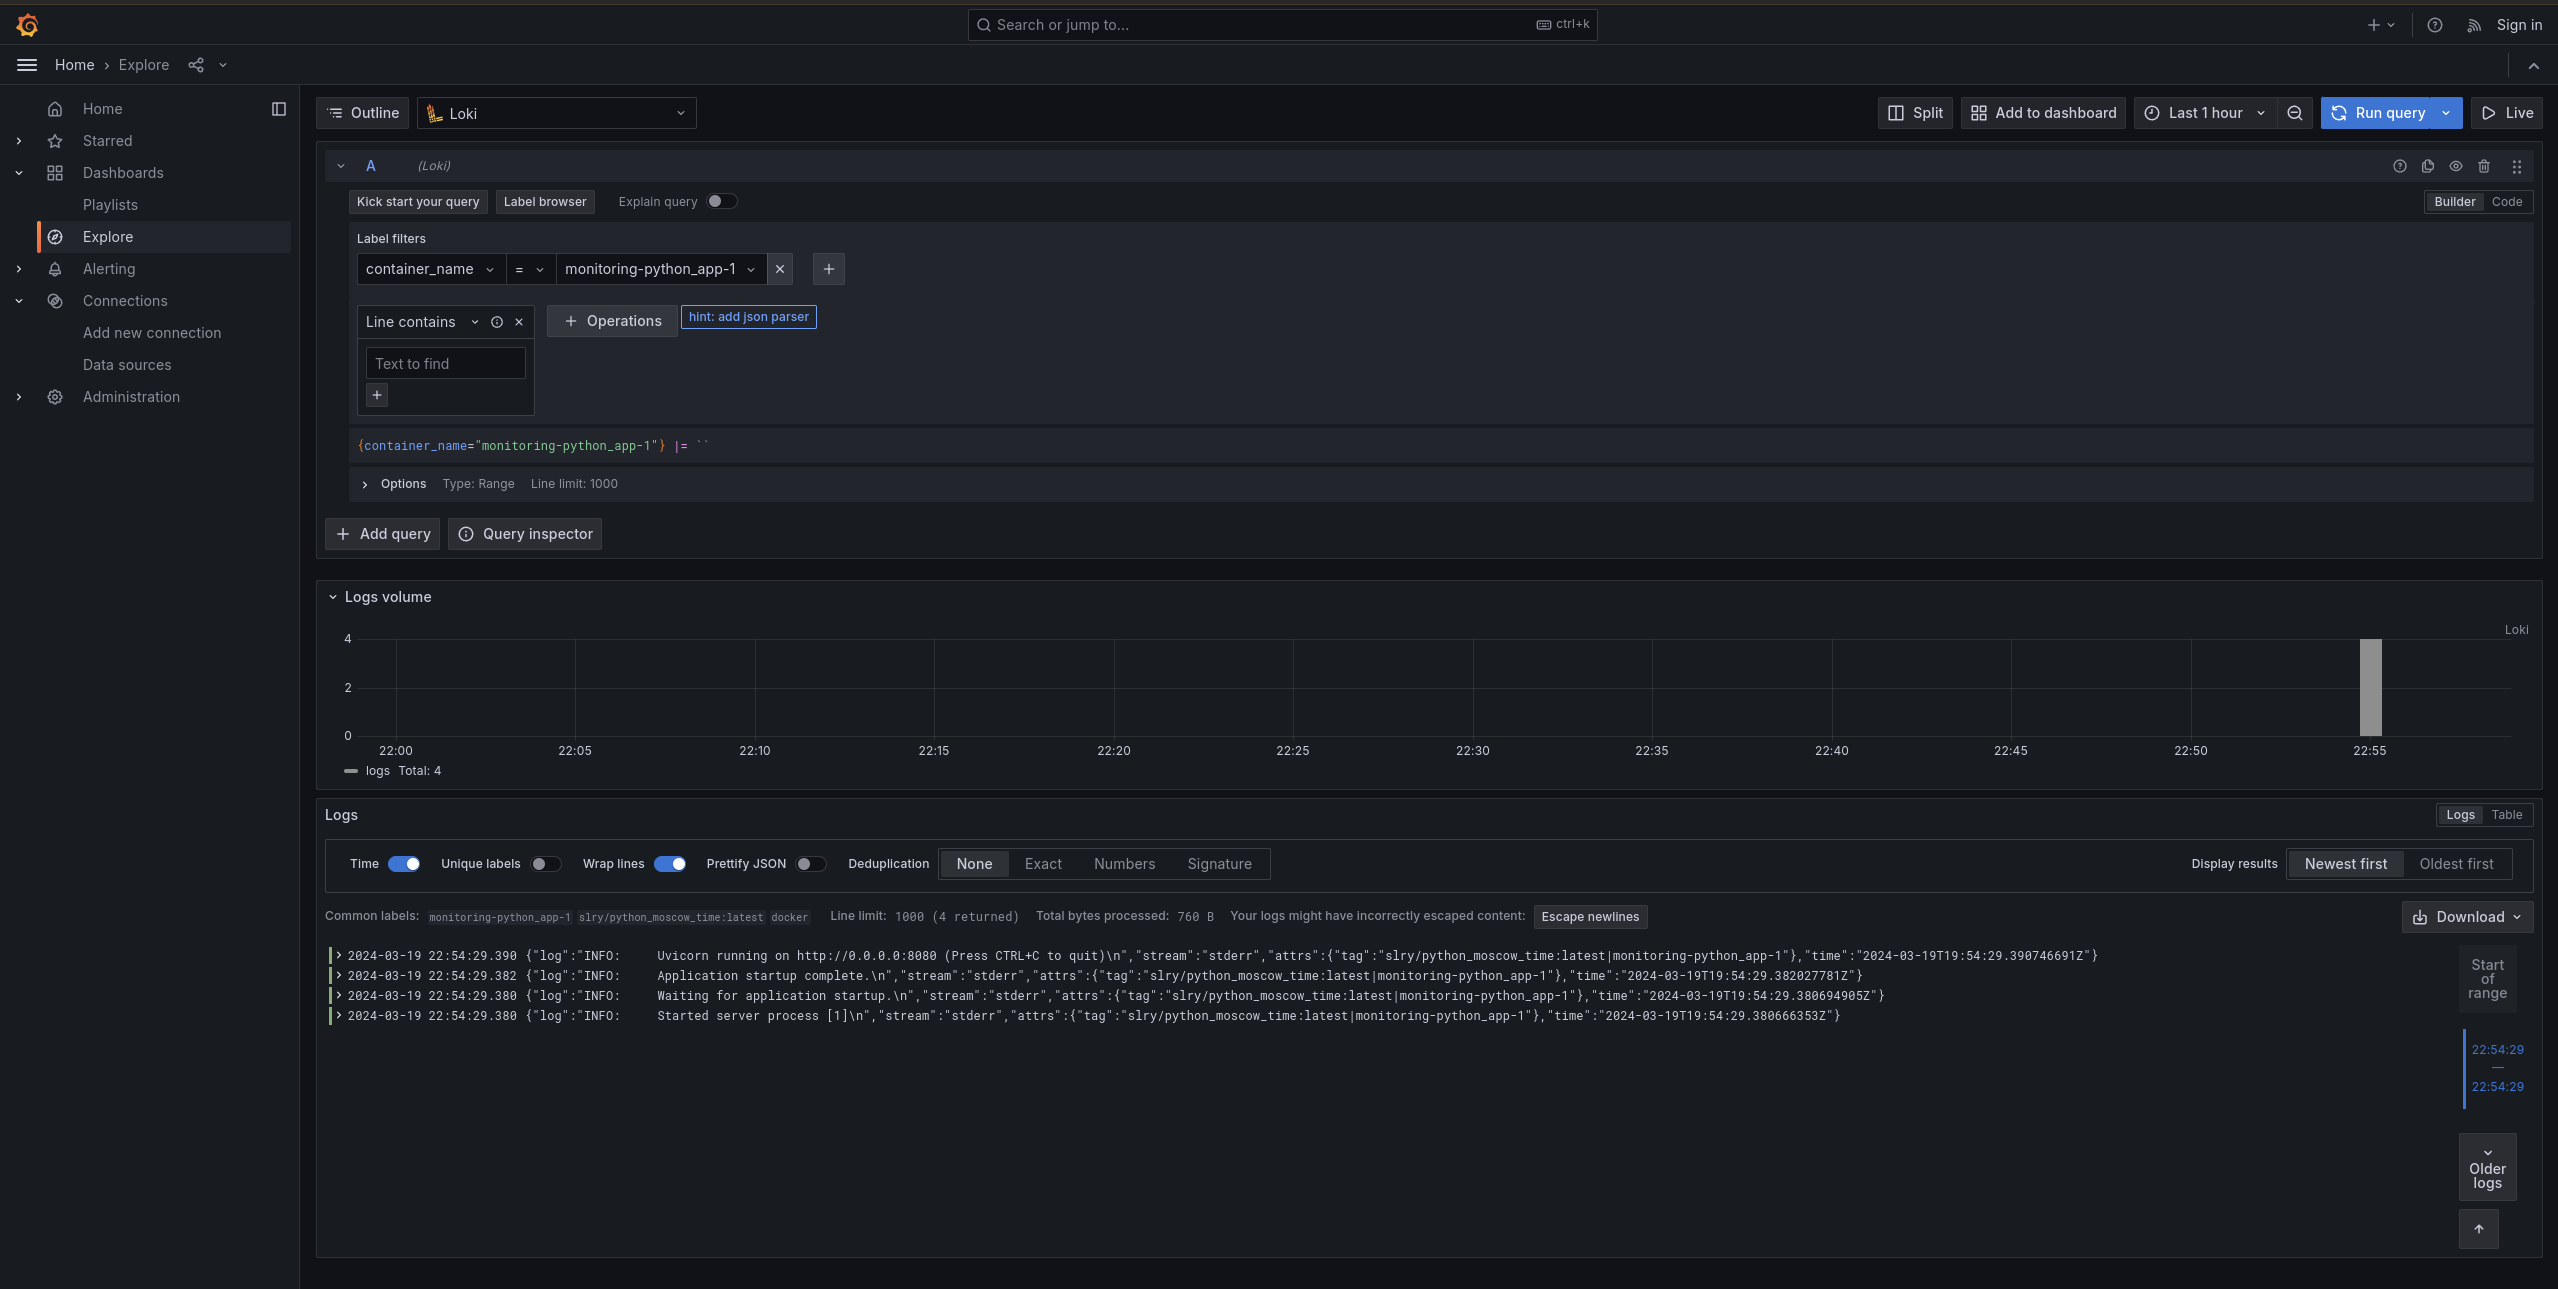 Search or jump to... ctrl+k Sign in
Home › Explore
Home
Starred
Dashboards
Playlists
Explore
Alerting
Connections
Add new connection
Data sources
Administration
Outline Loki Split Add to dashboard Last 1 hour Run query Live
A (Loki)
Kick start your query Label browser Explain query Builder Code
Label filters
container_name = monitoring-python_app-1
Line contains Operations hint: add json parser
Text to find
{container_name="monitoring-python_app-1"} |= ``
Options Type: Range Line limit: 1000
Add query Query inspector
Logs volume
Loki
4
2
0
22:00 22:05 22:10 22:15 22:20 22:25 22:30 22:35 22:40 22:45 22:50 22:55
logs Total: 4
Logs Logs Table
Time Unique labels Wrap lines Prettify JSON Deduplication None Exact Numbers Signature Display results Newest first Oldest first
Common labels: monitoring-python_app-1 slry/python_moscow_time:latest docker Line limit: 1000 (4 returned) Total bytes processed: 760 B Your logs might have incorrectly escaped content: Escape newlines Download
2024-03-19 22:54:29.390 {"log":"INFO:     Uvicorn running on http://0.0.0.0:8080 (Press CTRL+C to quit)\n","stream":"stderr","attrs":{"tag":"slry/python_moscow_time:latest|monitoring-python_app-1"},"time":"2024-03-19T19:54:29.390746691Z"}
2024-03-19 22:54:29.382 {"log":"INFO:     Application startup complete.\n","stream":"stderr","attrs":{"tag":"slry/python_moscow_time:latest|monitoring-python_app-1"},"time":"2024-03-19T19:54:29.382027781Z"}
2024-03-19 22:54:29.380 {"log":"INFO:     Waiting for application startup.\n","stream":"stderr","attrs":{"tag":"slry/python_moscow_time:latest|monitoring-python_app-1"},"time":"2024-03-19T19:54:29.380694905Z"}
2024-03-19 22:54:29.380 {"log":"INFO:     Started server process [1]\n","stream":"stderr","attrs":{"tag":"slry/python_moscow_time:latest|monitoring-python_app-1"},"time":"2024-03-19T19:54:29.380666353Z"}
Start
of
range
22:54:29
—
22:54:29
Older
logs